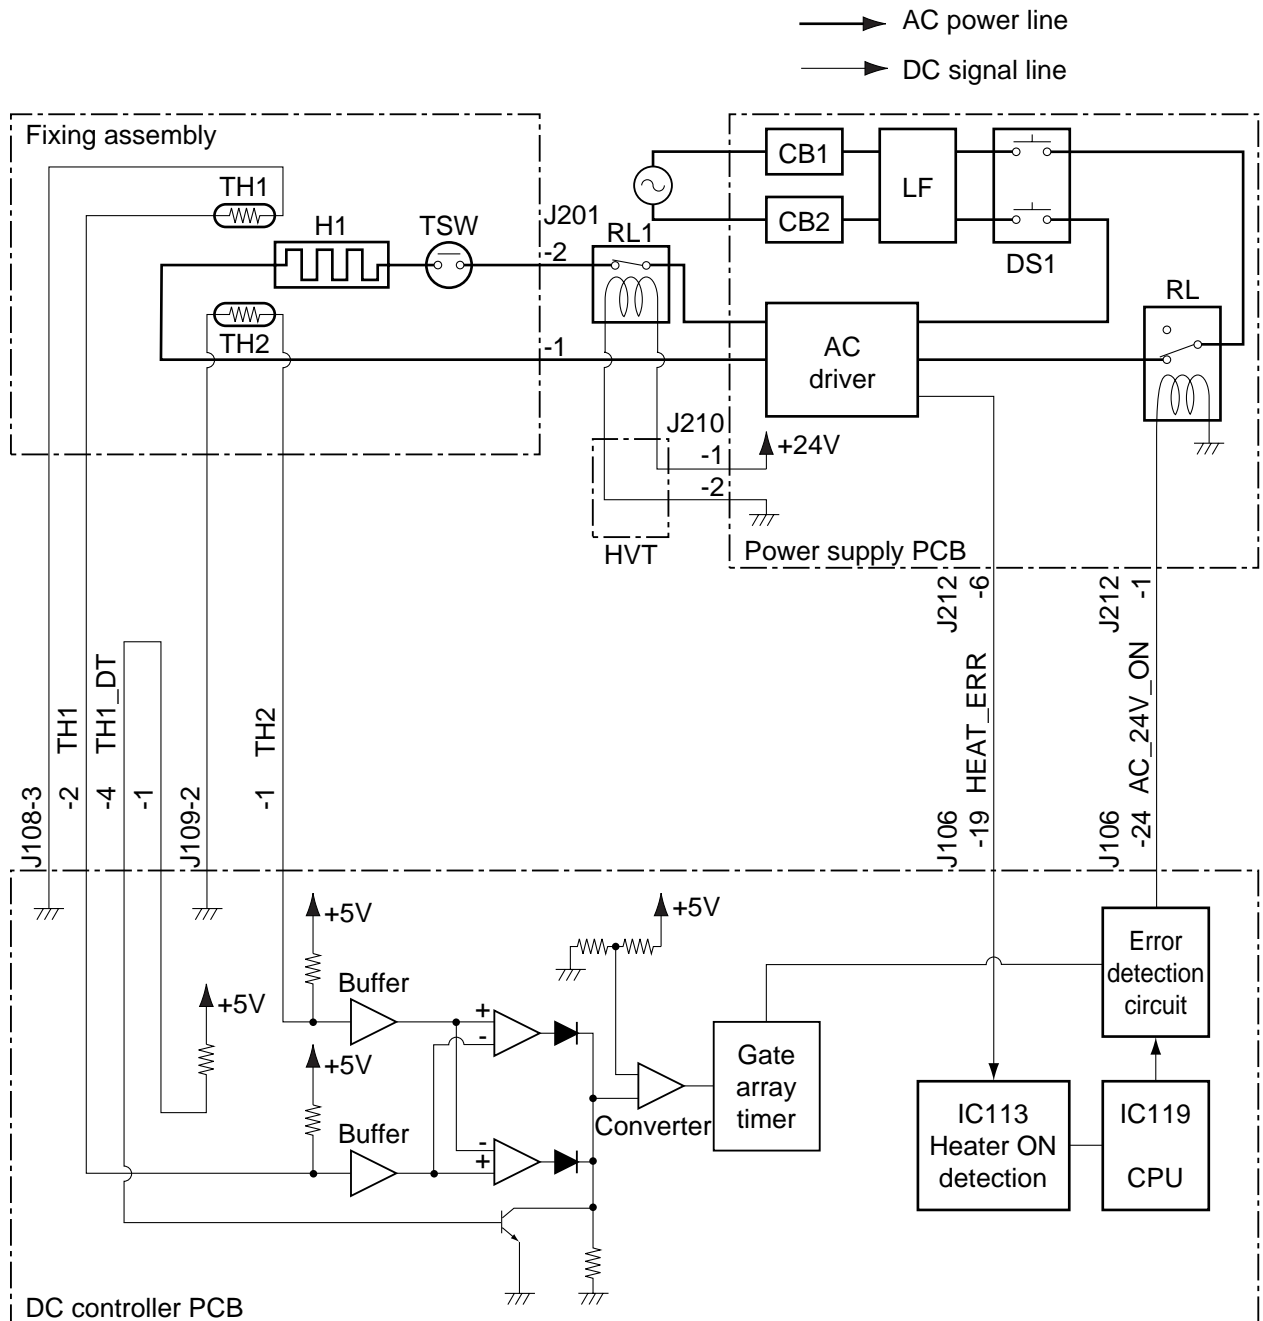 AC power line
DC signal line
Fixing assembly
TH1
H1
TSW
TH2
J201
-2
RL1
-1
CB1
CB2
LF
DS1
RL
AC
driver
J210
-1
-2
+24V
HVT
Power supply PCB
J212
-6
J212
-1
HEAT_ERR
AC_24V_ON
J106
-19
J106
-24
TH1
TH1_DT
TH2
J108-3
-2
-4
-1
J109-2
-1
+5V
+5V
+5V
+5V
Buffer
Buffer
+
-
-
+
Converter
Gate
array
timer
Error
detection
circuit
IC113
Heater ON
detection
IC119
CPU
DC controller PCB